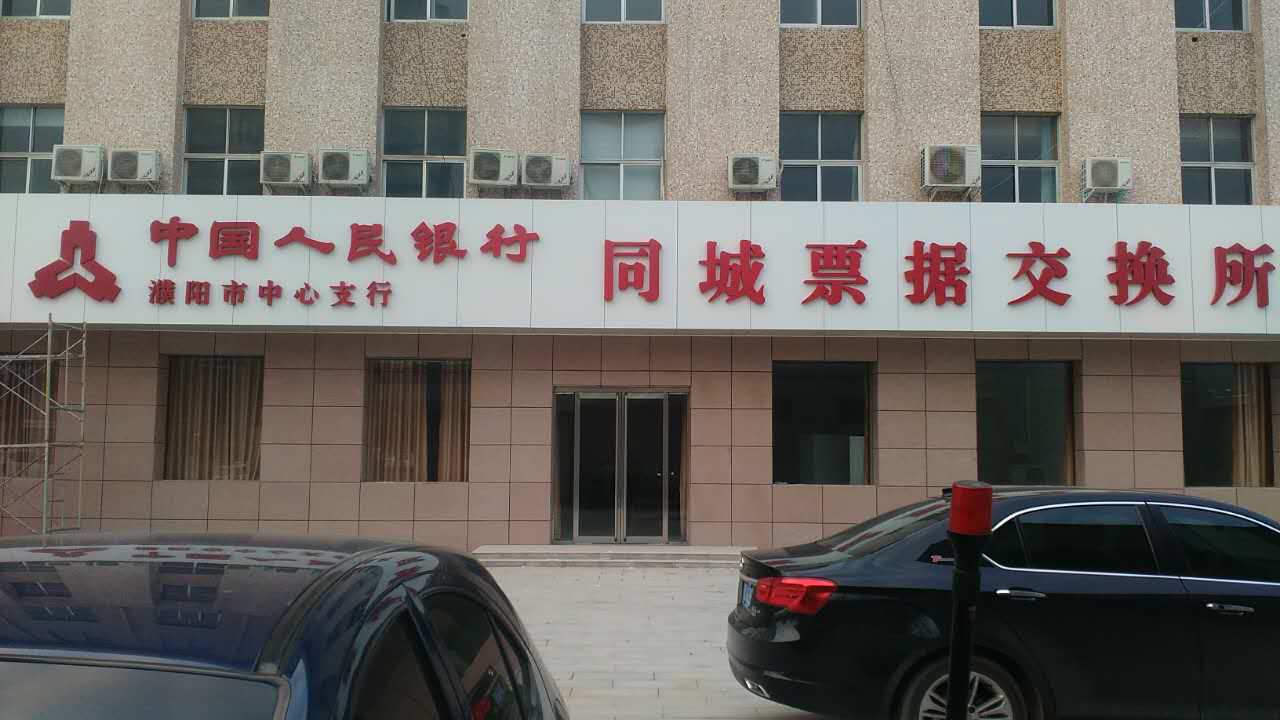 中国人民银行
濮阳市中心支行
同城票据交换所